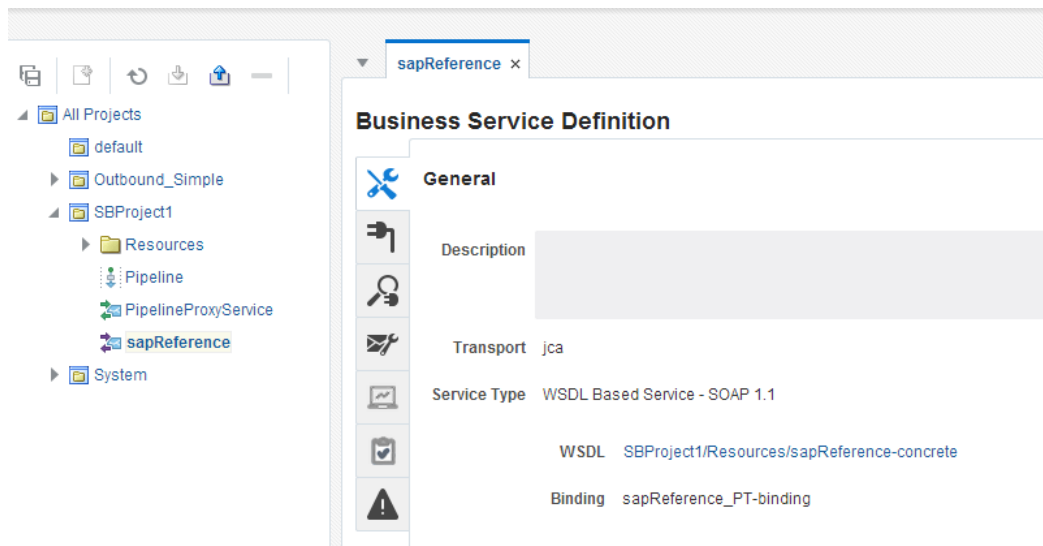 sapReference ×
All Projects
default
Outbound_Simple
SBProject1
Resources
Pipeline
PipelineProxyService
sapReference
System
Business Service Definition
General
Description
Transport jca
Service Type WSDL Based Service - SOAP 1.1
WSDL SBProject1/Resources/sapReference-concrete
Binding sapReference_PT-binding